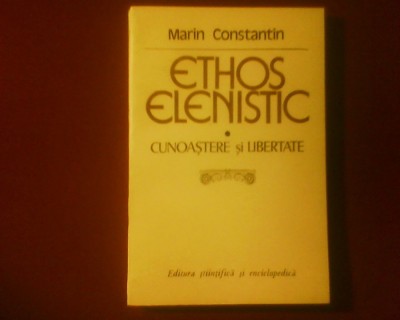 Marin Constantin
ETHOS
ELENISTIC
•
CUNOAȘTERE și LIBERTATE
Editura științifică și enciclopedică